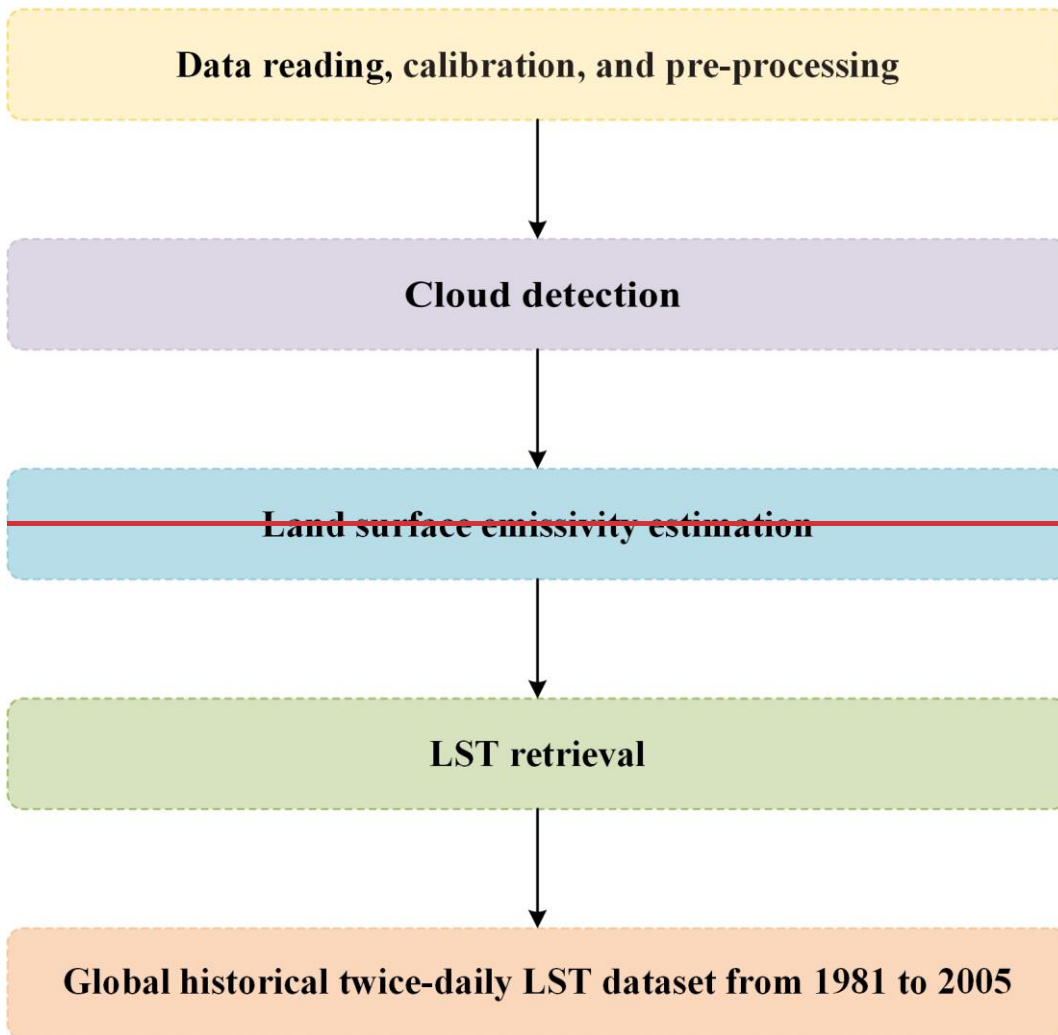 Data reading, calibration, and pre-processing
Cloud detection
Land surface emissivity estimation
LST retrieval
Global historical twice-daily LST dataset from 1981 to 2005